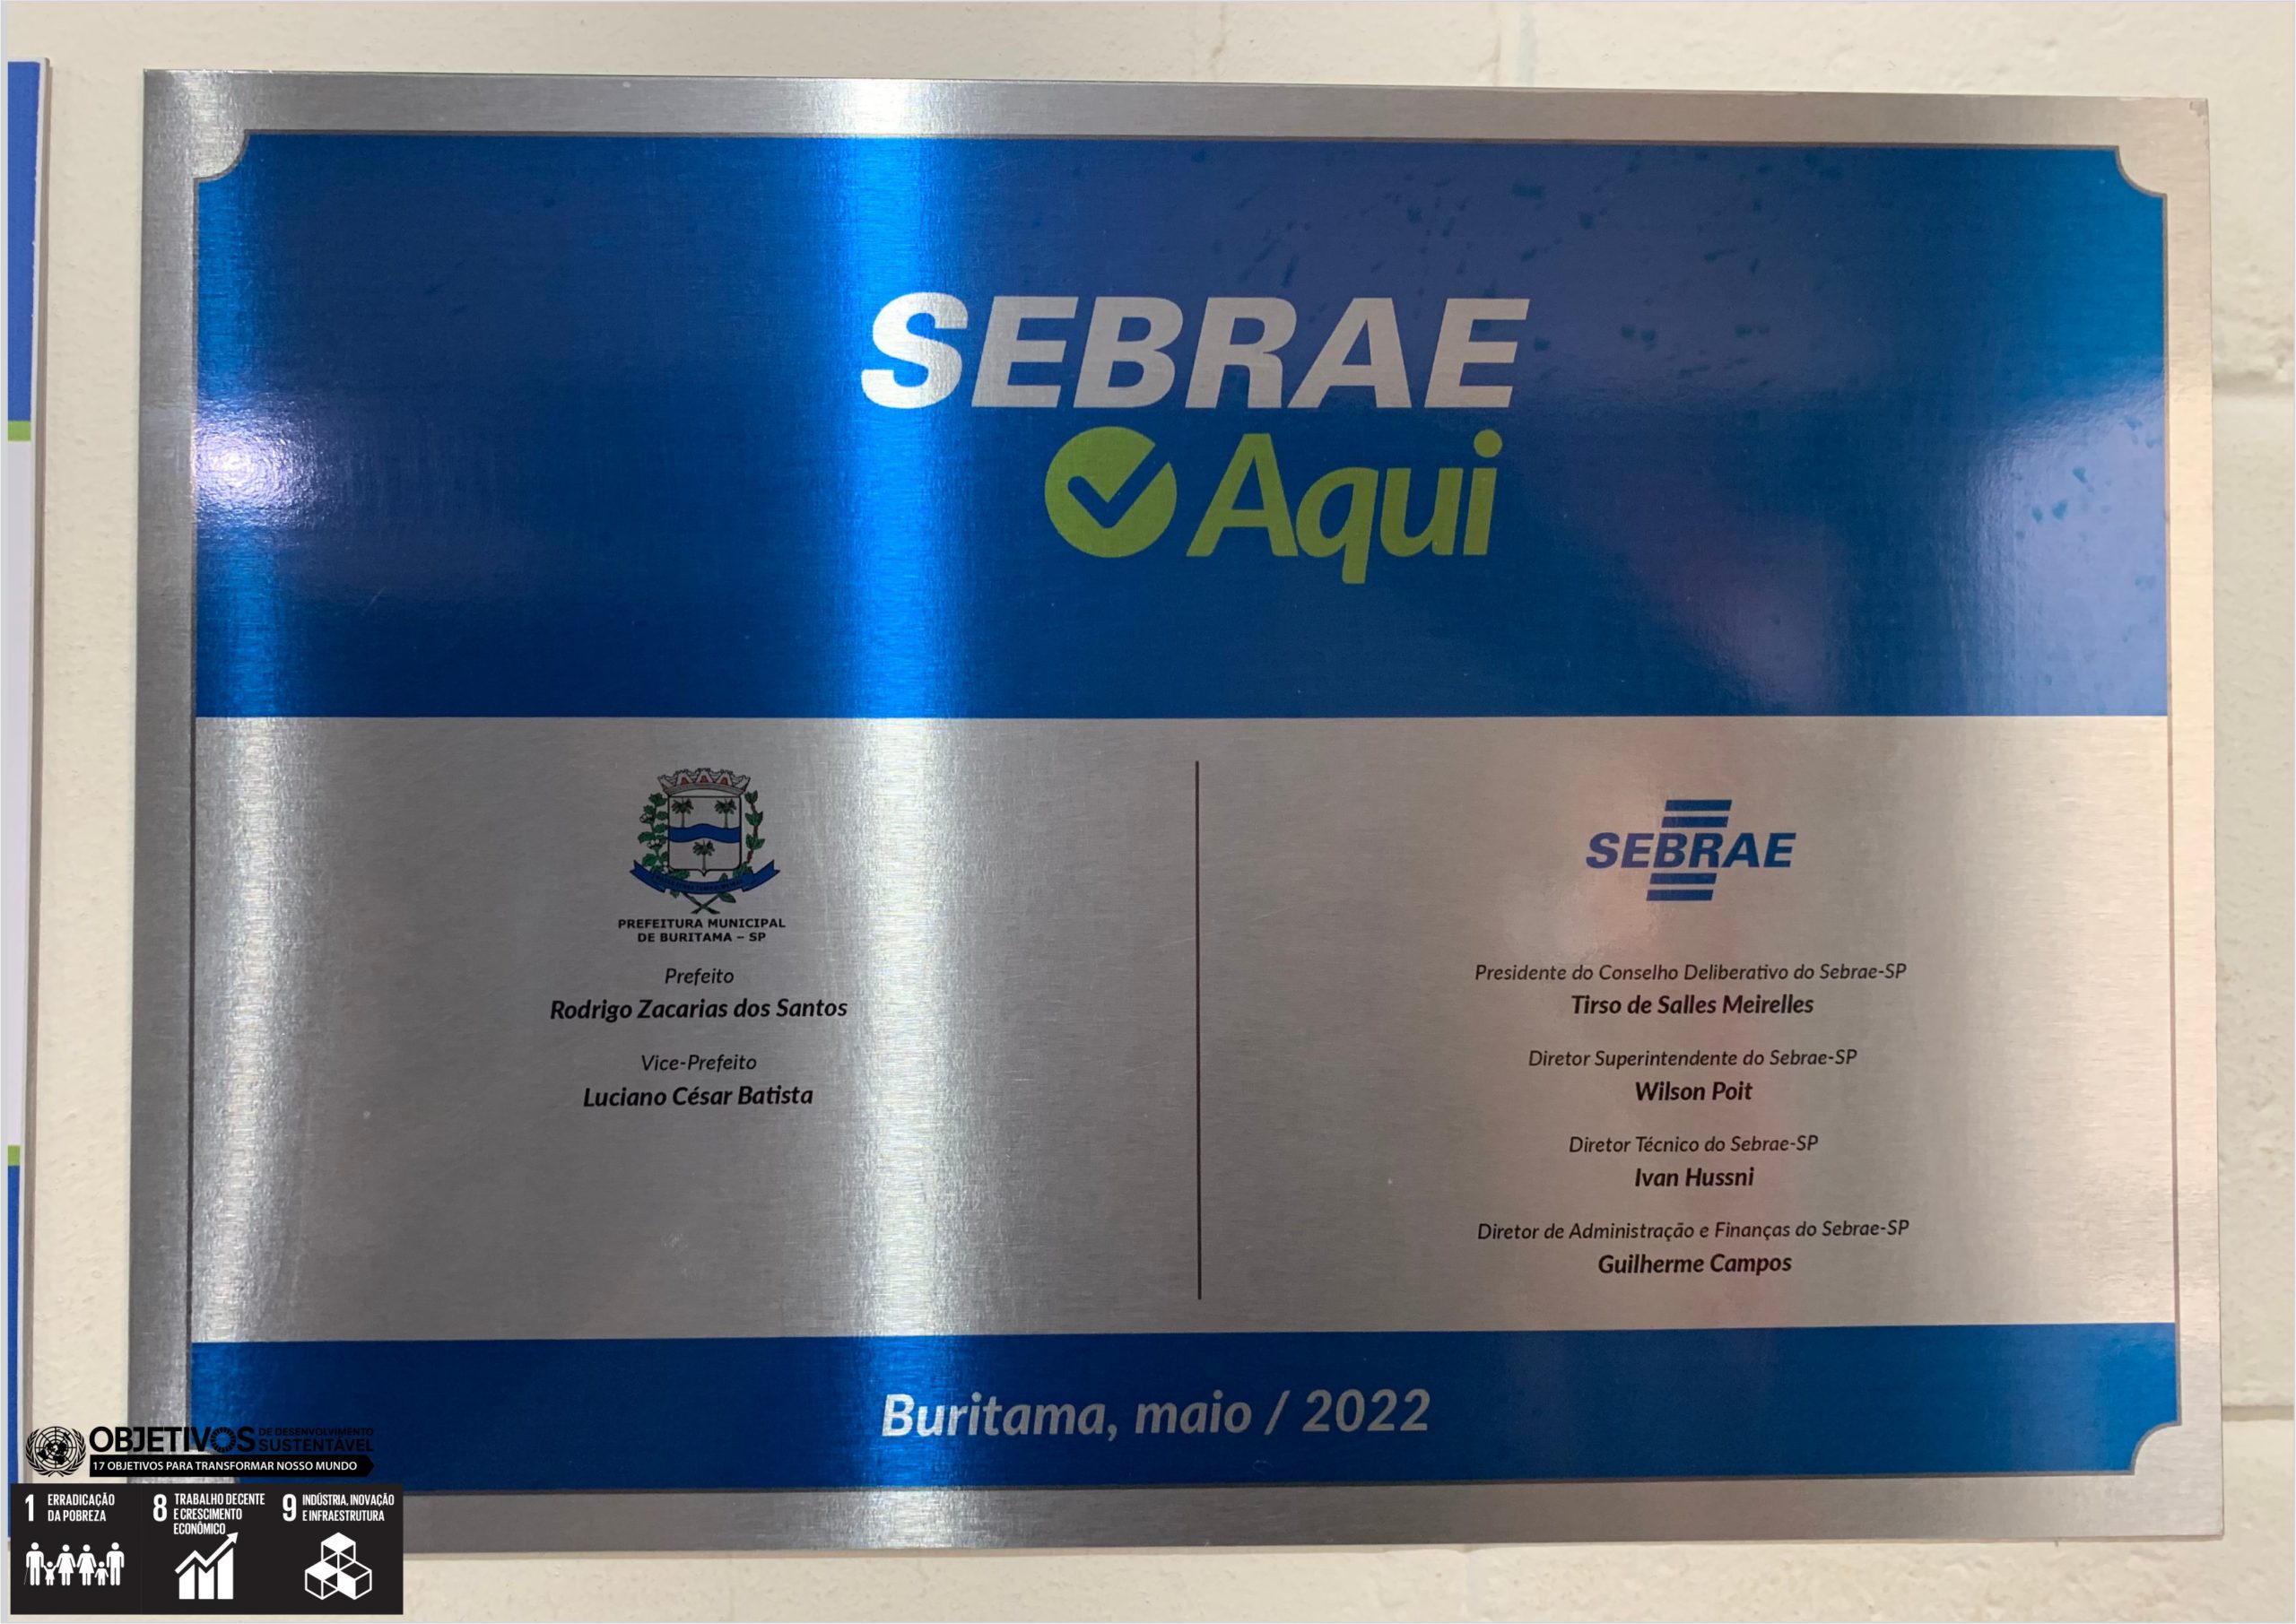 SEBRAE
Aqui
PREFEITURA MUNICIPAL
DE BURITAMA – SP
Prefeito
Rodrigo Zacarias dos Santos
Vice-Prefeito
Luciano César Batista
SEBRAE
Presidente do Conselho Deliberativo do Sebrae-SP
Tirso de Salles Meirelles
Diretor Superintendente do Sebrae-SP
Wilson Poit
Diretor Técnico do Sebrae-SP
Ivan Hussni
Diretor de Administração e Finanças do Sebrae-SP
Guilherme Campos
Buritama, maio / 2022
OBJETIVOS DE DESENVOLVIMENTO
SUSTENTÁVEL
17 OBJETIVOS PARA TRANSFORMAR NOSSO MUNDO
1 ERRADICAÇÃO
DA POBREZA
8 TRABALHO DECENTE
E CRESCIMENTO
ECONÔMICO
9 INDÚSTRIA, INOVAÇÃO
E INFRAESTRUTURA